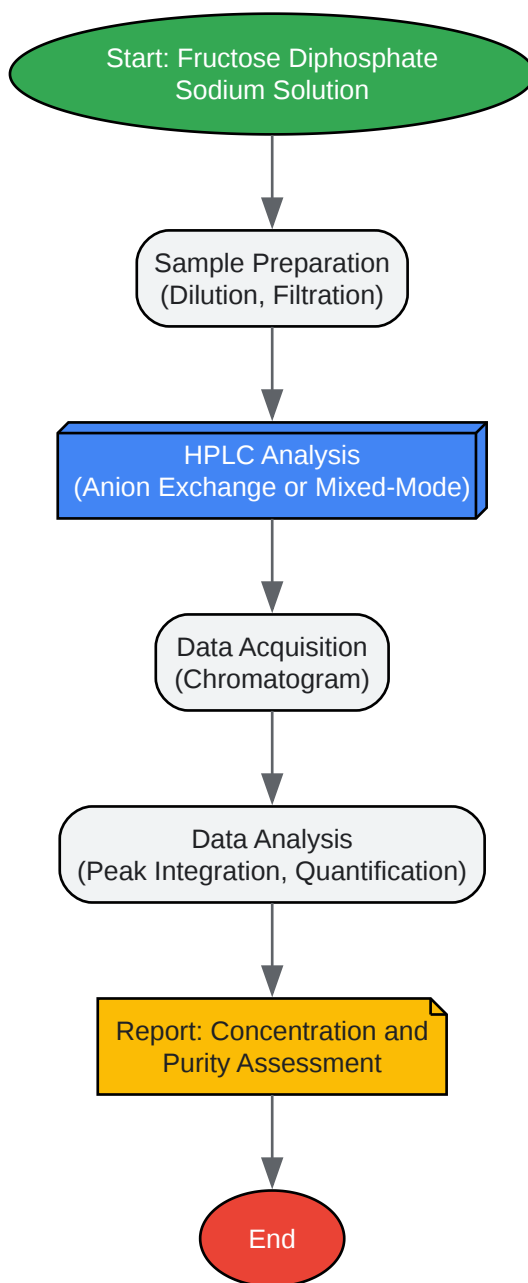 Start: Fructose Diphosphate
Sodium Solution
Sample Preparation
(Dilution, Filtration)
HPLC Analysis
(Anion Exchange or Mixed-Mode)
Data Acquisition
(Chromatogram)
Data Analysis
(Peak Integration, Quantification)
Report: Concentration and
Purity Assessment
End